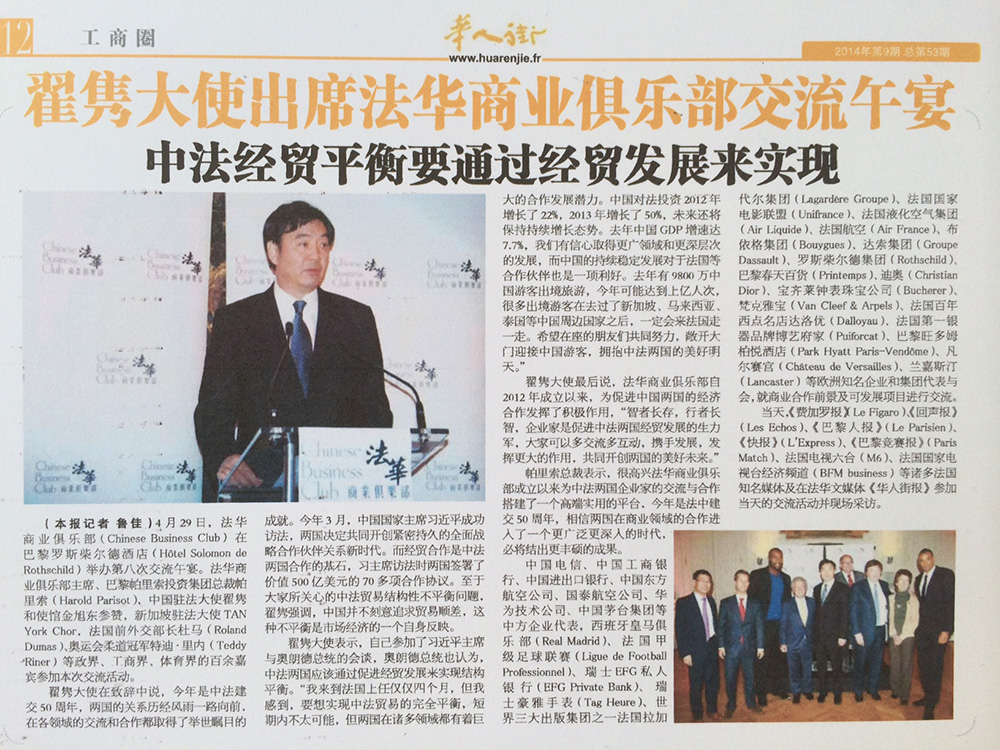 12
工商圈
华人街
www.huarenjie.fr
2014年第9期 总第53期
翟隽大使出席法华商业俱乐部交流午宴
中法经贸平衡要通过经贸发展来实现
Chinese
Business
Club
法華
商業俱樂部
Chinese
Business
Club
法華
商業俱樂部
(本报记者 鲁佳)4月29日，法华
商业俱乐部(Chinese Business Club)在
巴黎罗斯柴尔德酒店(Hôtel Solomon de
Rothschild)举办第八次交流午宴。法华商
业俱乐部主席、巴黎帕里索投资集团总裁帕
里索(Harold Parisot)、中国驻法大使翟隽
和使馆金旭东参赞，新加坡驻法大使TAN
York Chor，法国前外交部长杜马(Roland
Dumas)、奥运会柔道冠军特迪·里内(Teddy
Riner)等政界、工商界、体育界的百余嘉
宾参加本次交流活动。
翟隽大使在致辞中说，今年是中法建
交50周年，两国的关系历经风雨一路向前，
在各领域的交流和合作都取得了举世瞩目的
成就。今年3月，中国国家主席习近平成功
访法，两国决定共同开创紧密持久的全面战
略合作伙伴关系新时代。而经贸合作是中法
两国合作的基石，习主席访法时两国签署了
价值500亿美元的70多项合作协议。至于
大家所关心的中法贸易结构性不平衡问题，
翟隽强调，中国并不刻意追求贸易顺差，这
种不平衡是市场经济的一个自身反映。
翟隽大使表示，自己参加了习近平主席
与奥朗德总统的会谈，奥朗德总统也认为，
中法两国应该通过促进经贸发展来实现结构
平衡。“我来到法国上任仅仅四个月，但我
感到，要想实现中法贸易的完全平衡，短
期内不太可能，但两国在诸多领域都有着巨
大的合作发展潜力。中国对法投资2012年
增长了22%，2013年增长了50%，未来还将
保持持续增长态势。去年中国GDP增速达
7.7%，我们有信心取得更广领域和更深层次
的发展，而中国的持续稳定发展对于法国等
合作伙伴也是一项利好。去年有9800万中
国游客出境旅游，今年可能达到上亿人次，
很多出境游客在去过了新加坡、马来西亚、
泰国等中国周边国家之后，一定会来法国走
一走。希望在座的朋友们共同努力，敞开大
门迎接中国游客，拥抱中法两国的美好明
天。”
翟隽大使最后说，法华商业俱乐部自
2012年成立以来，为促进中法两国的经济
合作发挥了积极作用，“智者长存，行者长
智，企业家是促进中法两国经贸发展的生力
军，大家可以多交流多互动，携手发展，发
挥更大的作用，共同开创两国的美好未来。”
帕里索总裁表示，很高兴法华商业俱乐
部成立以来为中法两国企业家的交流与合作
搭建了一个高端实用的平台，今年是法中建
交50周年，相信两国在商业领域的合作进
入了一个更广泛更深入的时代，
必将结出更丰硕的成果。
中国电信、中国工商银
行、中国进出口银行、中国东方
航空公司、国泰航空公司、华
为技术公司、中国茅台集团等
中方企业代表，西班牙皇马俱
乐部(Real Madrid)、法国甲
级足球联赛(Ligue de Football
Professionnel)、瑞士EFG私人
银行(EFG Private Bank)、瑞
士豪雅手表(Tag Heure)、世
界三大出版集团之一法国拉加
代尔集团(Lagardère Groupe)、法国国家
电影联盟(Unifrance)、法国液化空气集团
(Air Liquide)、法国航空(Air France)、布
依格集团(Bouygues)、达索集团(Groupe
Dassault)、罗斯柴尔德集团(Rothschild)、
巴黎春天百货(Printemps)、迪奥(Christian
Dior)、宝齐莱钟表珠宝公司(Bucherer)、
梵克雅宝(Van Cleef & Arpels)、法国百年
西点名店达洛优(Dalloyau)、法国第一银
器品牌博艺府家(Puiforcat)、巴黎旺多姆
柏悦酒店(Park Hyatt Paris-Vendôme)、凡
尔赛宫(Château de Versailles)、兰嘉斯汀
(Lancaster)等欧洲知名企业和集团代表与
会，就商业合作前景及可发展项目进行交流。
当天，《费加罗报》(Le Figaro)、《回声报》
(Les Echos)、《巴黎人报》(Le Parisien)、
《快报》(L'Express)、《巴黎竞赛报》(Paris
Match)、法国电视六台(M6)、法国国家电
视台经济频道(BFM business)等诸多法国
知名媒体及在法华文媒体《华人街报》参加
当天的交流活动并现场采访。